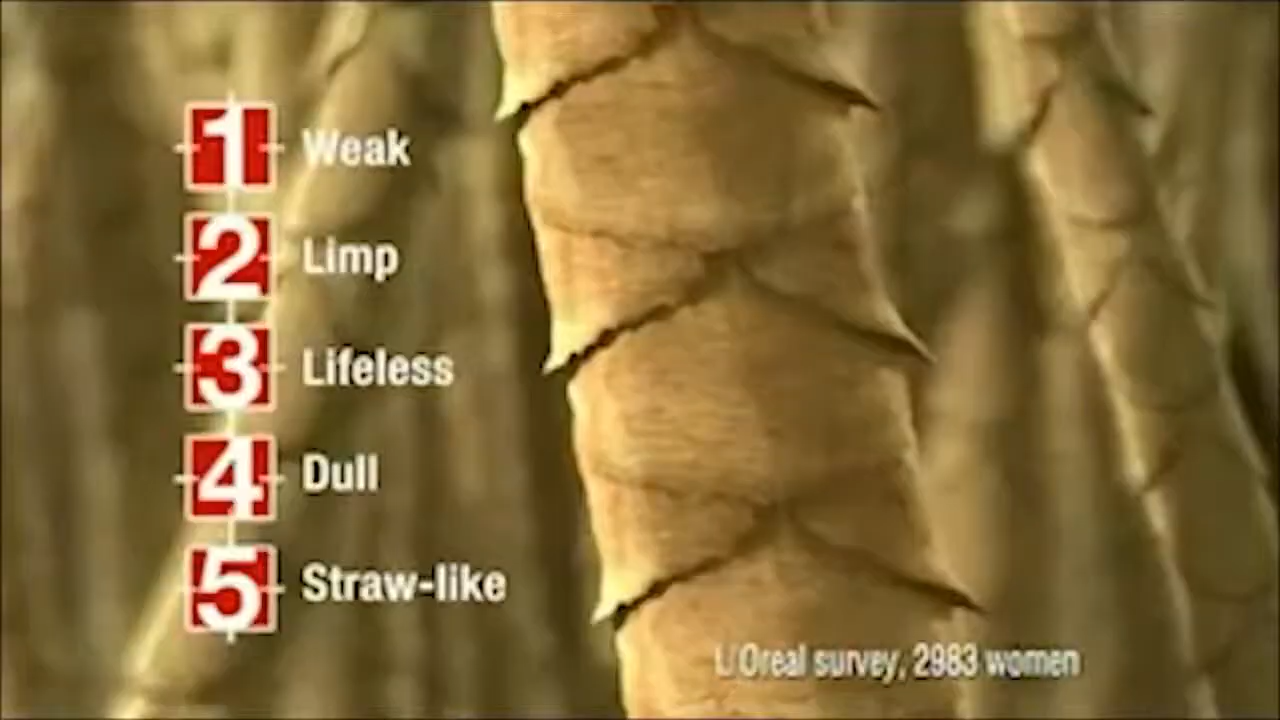 1 Weak
2 Limp
3 Lifeless
4 Dull
5 Straw-like
L'Oreal survey, 2983 women